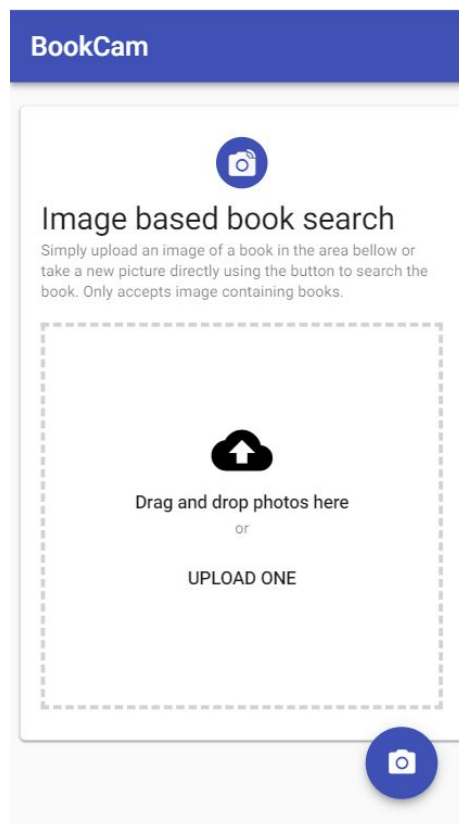 BookCam
Image based book search
Simply upload an image of a book in the area bellow or
take a new picture directly using the button to search the
book. Only accepts image containing books.
Drag and drop photos here
or
UPLOAD ONE